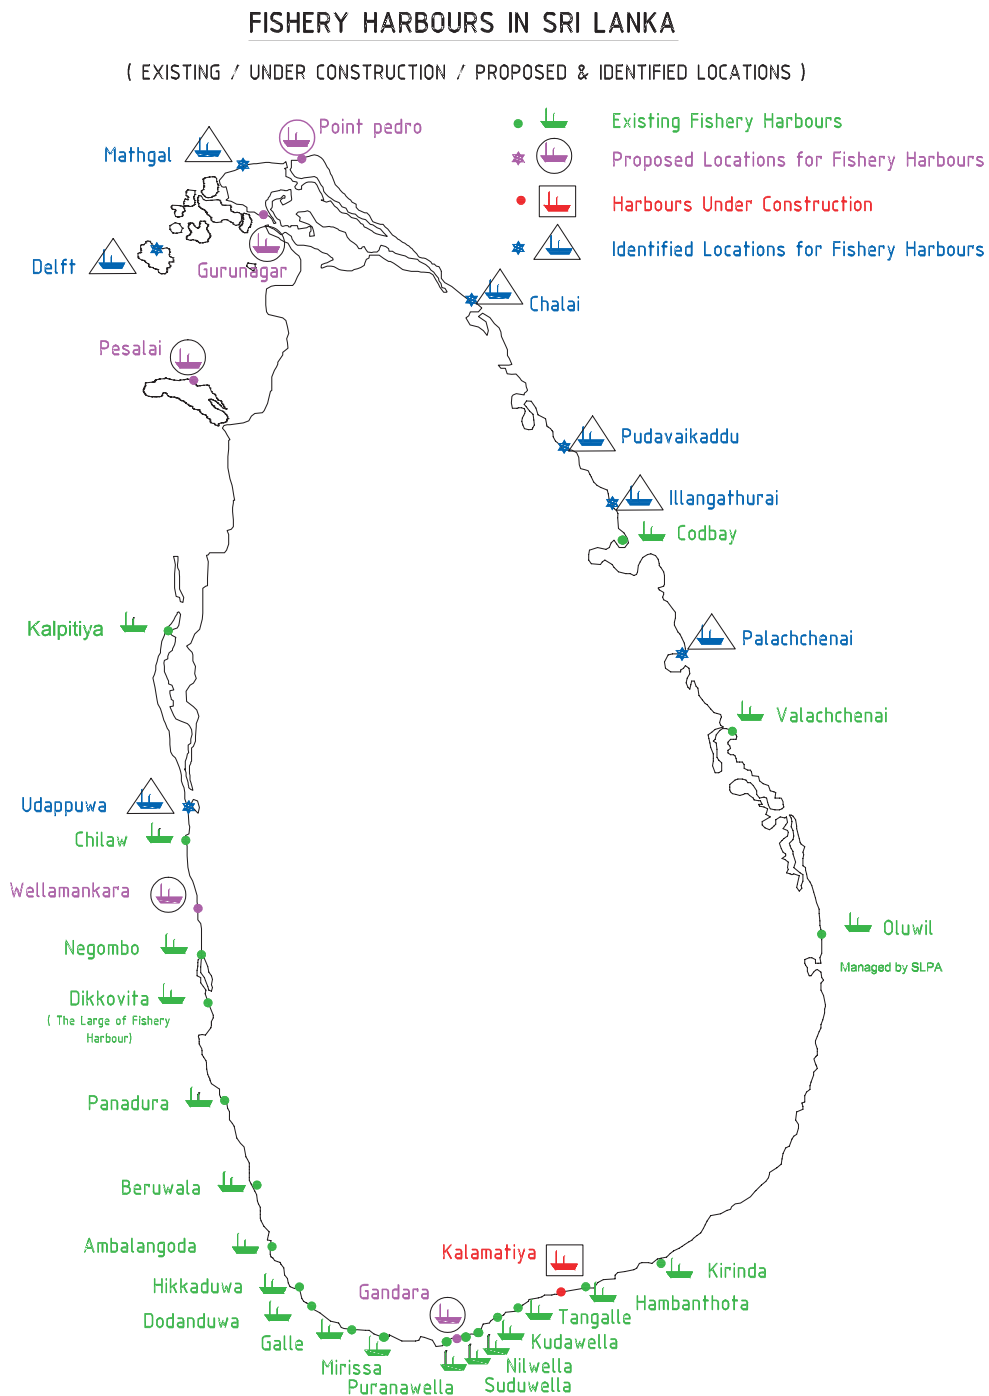 FISHERY HARBOURS IN SRI LANKA
( EXISTING / UNDER CONSTRUCTION / PROPOSED & IDENTIFIED LOCATIONS )
Existing Fishery Harbours
Proposed Locations for Fishery Harbours
Harbours Under Construction
Identified Locations for Fishery Harbours
Point pedro
Mathgal
Delft
Gurunagar
Chalai
Pesalai
Pudavaikaddu
Illangathurai
Codbay
Kalpitiya
Palachchenai
Valachchenai
Udappuwa
Chilaw
Wellamankara
Oluwil
Managed by SLPA
Negombo
Dikkovita
( The Large of Fishery
Harbour)
Panadura
Beruwala
Ambalangoda
Kalamatiya
Kirinda
Hikkaduwa
Gandara
Hambanthota
Dodanduwa
Tangalle
Galle
Kudawella
Mirissa
Nilwella
Puranawella
Suduwella